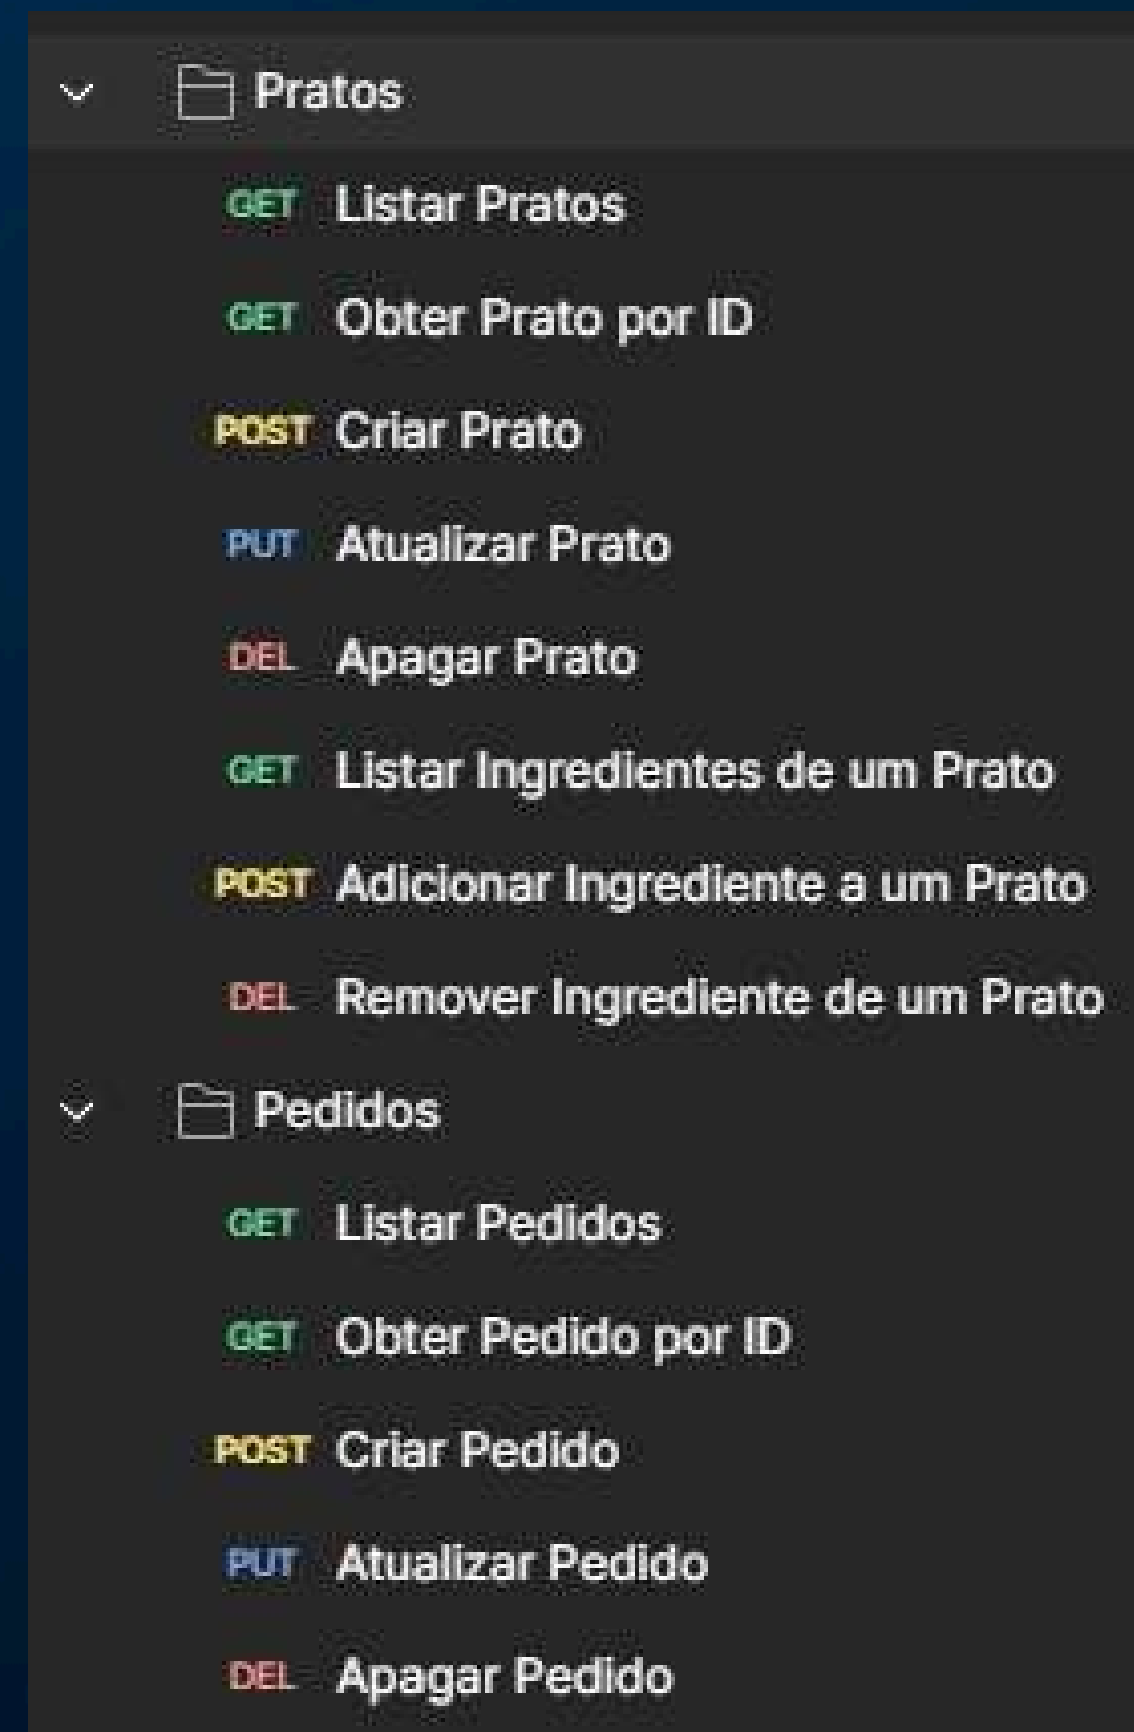 Pratos
GET Listar Pratos
GET Obter Prato por ID
POST Criar Prato
PUT Atualizar Prato
DEL Apagar Prato
GET Listar Ingredientes de um Prato
POST Adicionar Ingrediente a um Prato
DEL Remover Ingrediente de um Prato
Pedidos
GET Listar Pedidos
GET Obter Pedido por ID
POST Criar Pedido
PUT Atualizar Pedido
DEL Apagar Pedido